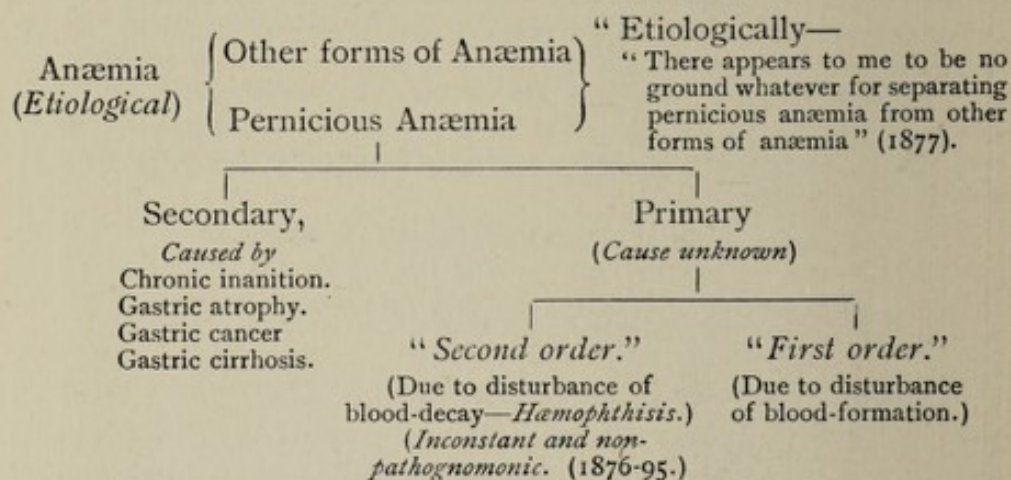 Anæmia
(Etiological)
Other forms of Anæmia
Pernicious Anæmia
“ Etiologically—
“ There appears to me to be no
ground whatever for separating
pernicious anæmia from other
forms of anæmia ” (1877).
Secondary,
Caused by
Chronic inanition.
Gastric atrophy.
Gastric cancer
Gastric cirrhosis.
Primary
(Cause unknown)
“ Second order.”
(Due to disturbance of
blood-decay—Hæmophthisis.)
(Inconstant and non-
pathognomonic. (1876-95.)
“ First order.”
(Due to disturbance
of blood-formation.)